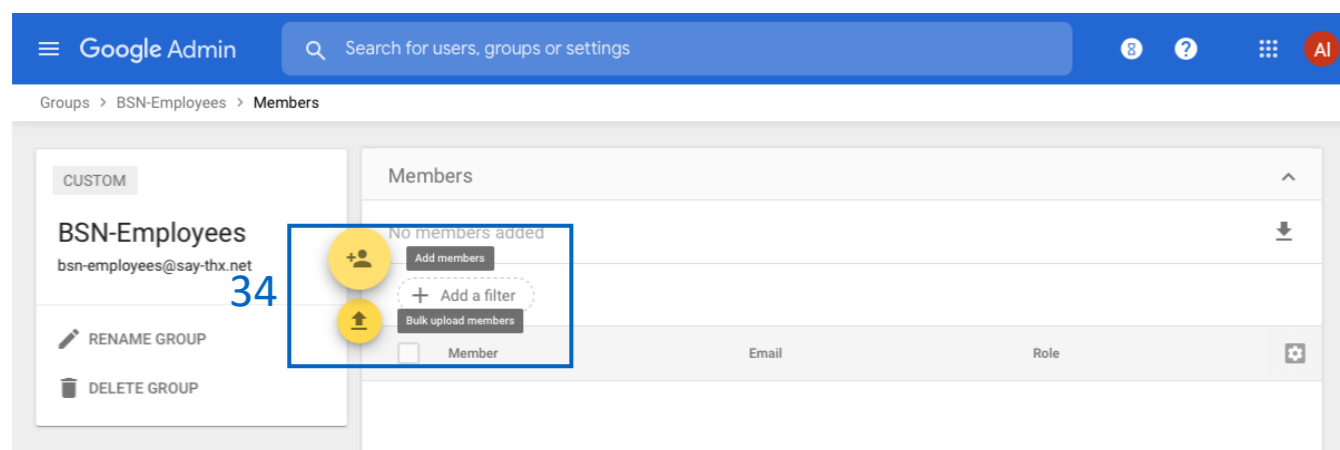 Google Admin
Search for users, groups or settings
8
?
AI
Groups > BSN-Employees > Members
CUSTOM
BSN-Employees
bsn-employees@say-thx.net
34
RENAME GROUP
DELETE GROUP
Members
No members added
Add members
+ Add a filter
Bulk upload members
Member Email Role